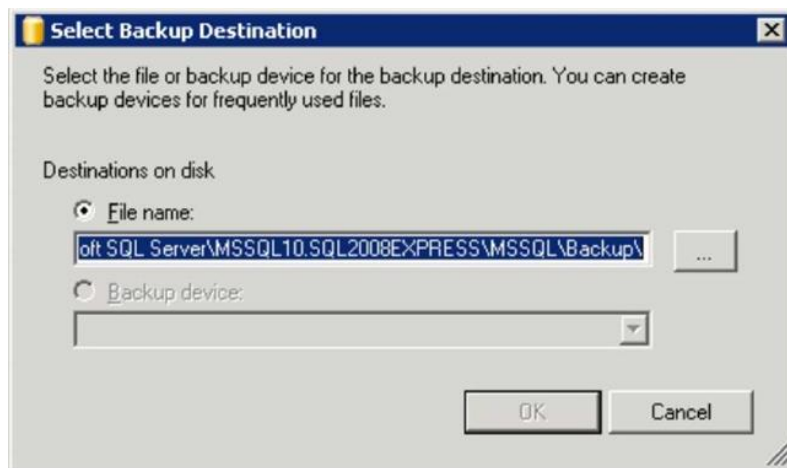 Select Backup Destination
Select the file or backup device for the backup destination. You can create
backup devices for frequently used files.
Destinations on disk
File name:
oft SQL Server\MSSQL10.SQL2008EXPRESS\MSSQL\Backup\
...
Backup device:
OK Cancel